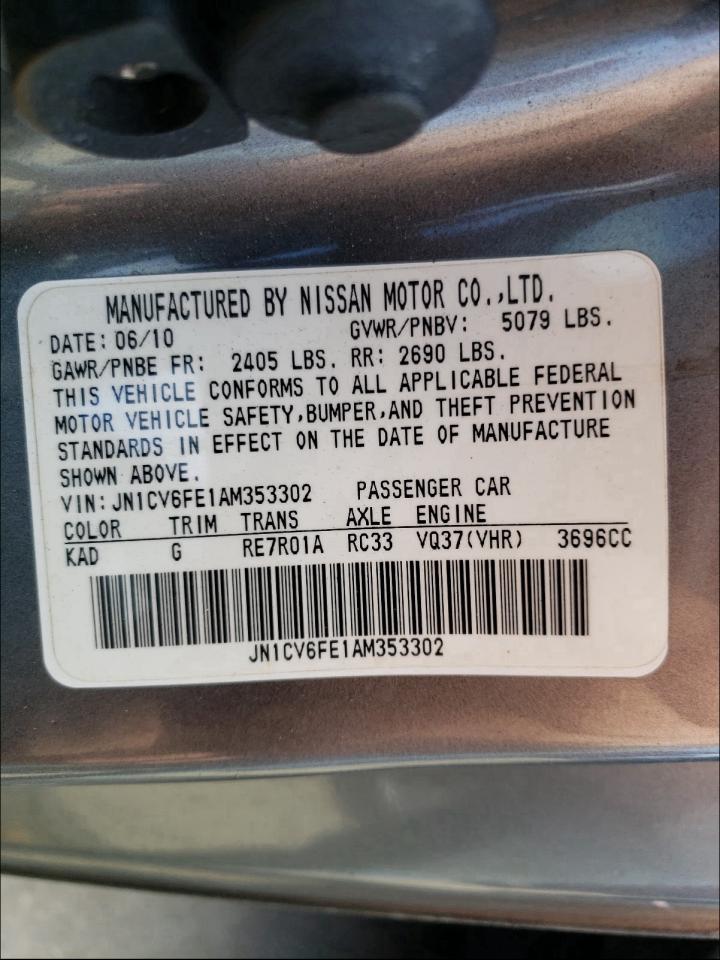 MANUFACTURED BY NISSAN MOTOR CO.,LTD.
DATE: 06/10 GVWR/PNBV: 5079 LBS.
GAWR/PNBE FR: 2405 LBS. RR: 2690 LBS.
THIS VEHICLE CONFORMS TO ALL APPLICABLE FEDERAL
MOTOR VEHICLE SAFETY,BUMPER,AND THEFT PREVENTION
STANDARDS IN EFFECT ON THE DATE OF MANUFACTURE
SHOWN ABOVE.
VIN: JN1CV6FE1AM353302 PASSENGER CAR
COLOR TRIM TRANS AXLE ENGINE
KAD G RE7R01A RC33 VQ37(VHR) 3696CC
JN1CV6FE1AM353302